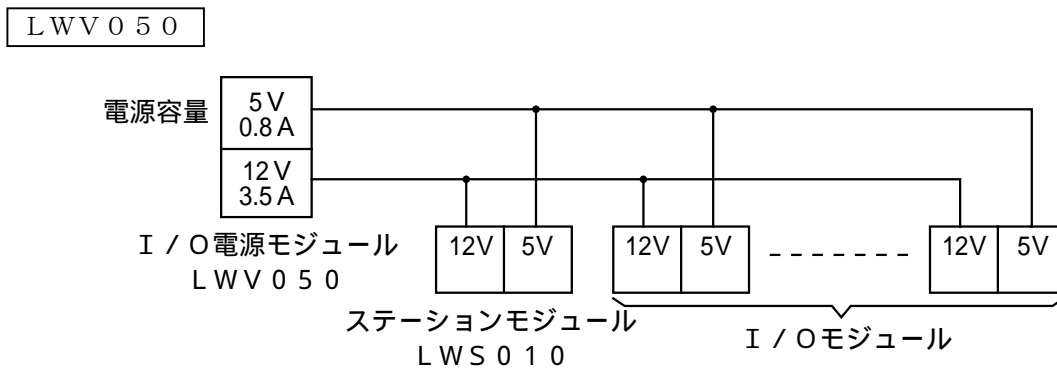 ＬＷＶ０５０
電源容量
5V
0.8A
12V
3.5A
Ｉ／Ｏ電源モジュール
ＬＷＶ０５０
12V 5V
12V 5V
12V 5V
ステーションモジュール
ＬＷＳ０１０
Ｉ／Ｏモジュール